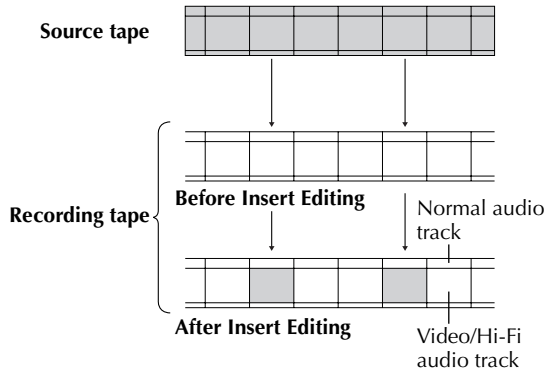 Source tape
Before Insert Editing
Recording tape
Normal audio
track
After Insert Editing
Video/Hi-Fi
audio track